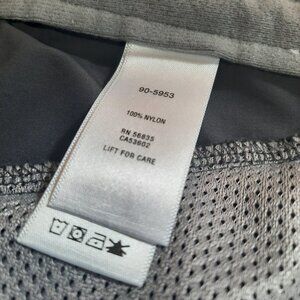 90-5953
100% NYLON
RN 56835
CA53602
LIFT FOR CARE